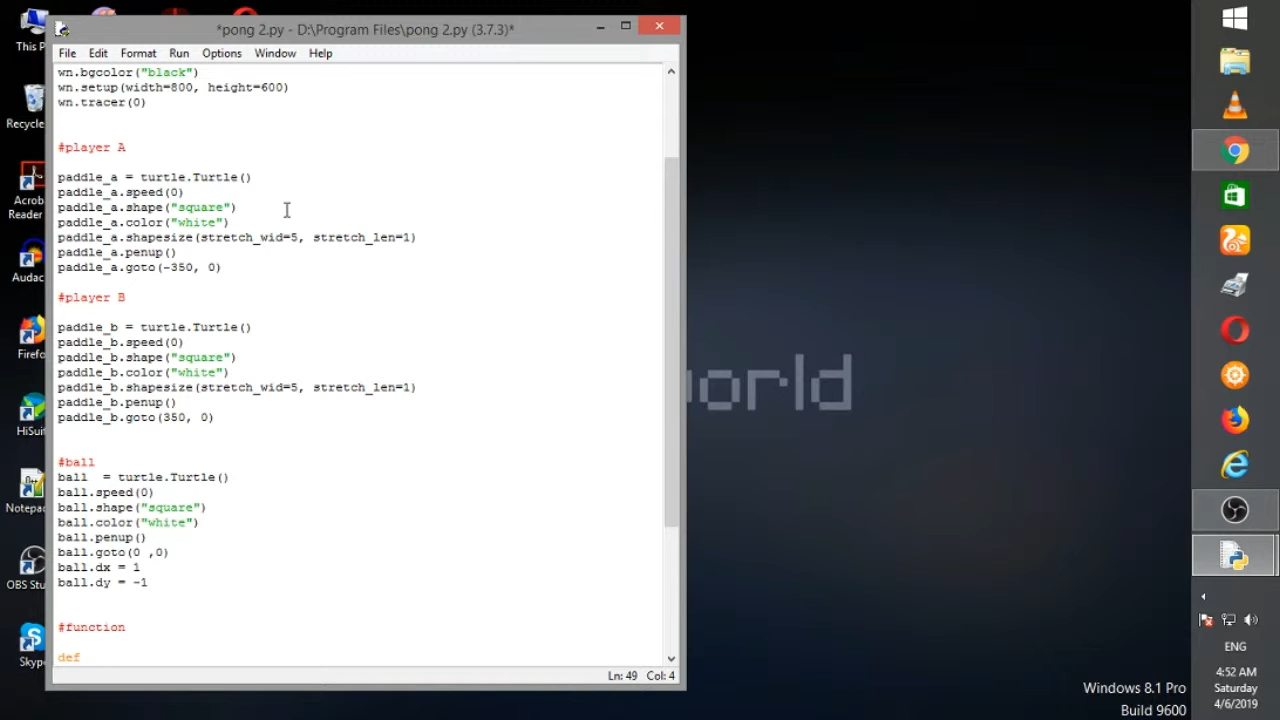 *pong 2.py - D:\Program Files\pong 2.py (3.7.3)*
File Edit Format Run Options Window Help
wn.bgcolor("black")
wn.setup(width=800, height=600)
wn.tracer(0)
#player A
paddle_a = turtle.Turtle()
paddle_a.speed(0)
paddle_a.shape("square")
paddle_a.color("white")
paddle_a.shapesize(stretch_wid=5, stretch_len=1)
paddle_a.penup()
paddle_a.goto(-350, 0)
#player B
paddle_b = turtle.Turtle()
paddle_b.speed(0)
paddle_b.shape("square")
paddle_b.color("white")
paddle_b.shapesize(stretch_wid=5, stretch_len=1)
paddle_b.penup()
paddle_b.goto(350, 0)
#ball
ball  = turtle.Turtle()
ball.speed(0)
ball.shape("square")
ball.color("white")
ball.penup()
ball.goto(0 ,0)
ball.dx = 1
ball.dy = -1
#function
def
Ln: 49 Col: 4
This P
Recycle
Acrob
Reader
Audac
Firefo
HiSuit
Notepa
OBS Stu
Skype
orld
ENG
4:52 AM
Saturday
4/6/2019
Windows 8.1 Pro
Build 9600